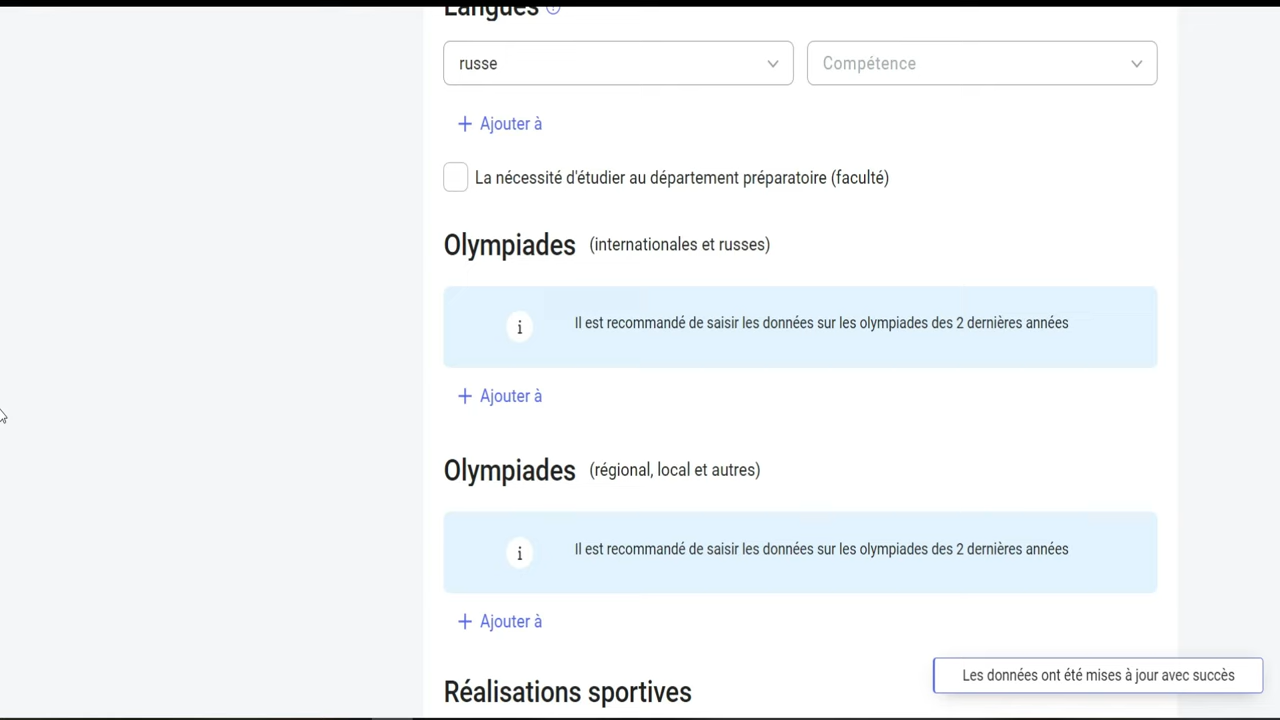 Langues
russe
Compétence
+ Ajouter à
La nécessité d'étudier au département préparatoire (faculté)
Olympiades (internationales et russes)
i Il est recommandé de saisir les données sur les olympiades des 2 dernières années
+ Ajouter à
Olympiades (régional, local et autres)
i Il est recommandé de saisir les données sur les olympiades des 2 dernières années
+ Ajouter à
Les données ont été mises à jour avec succès
Réalisations sportives